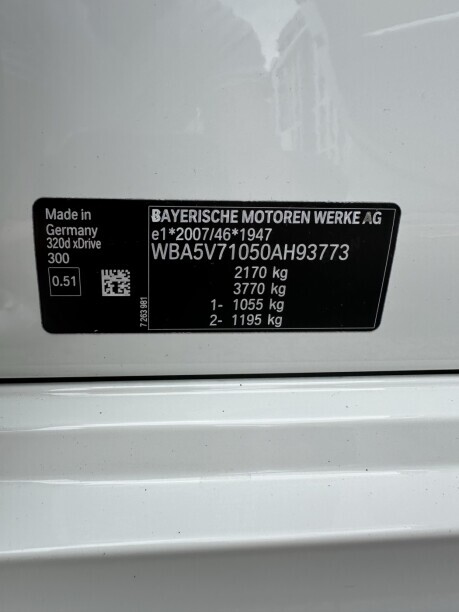 Made in
Germany
320d xDrive
300
0.51
7 263 981
BAYERISCHE MOTOREN WERKE AG
e1*2007/46*1947
WBA5V71050AH93773
2170 kg
3770 kg
1- 1055 kg
2- 1195 kg